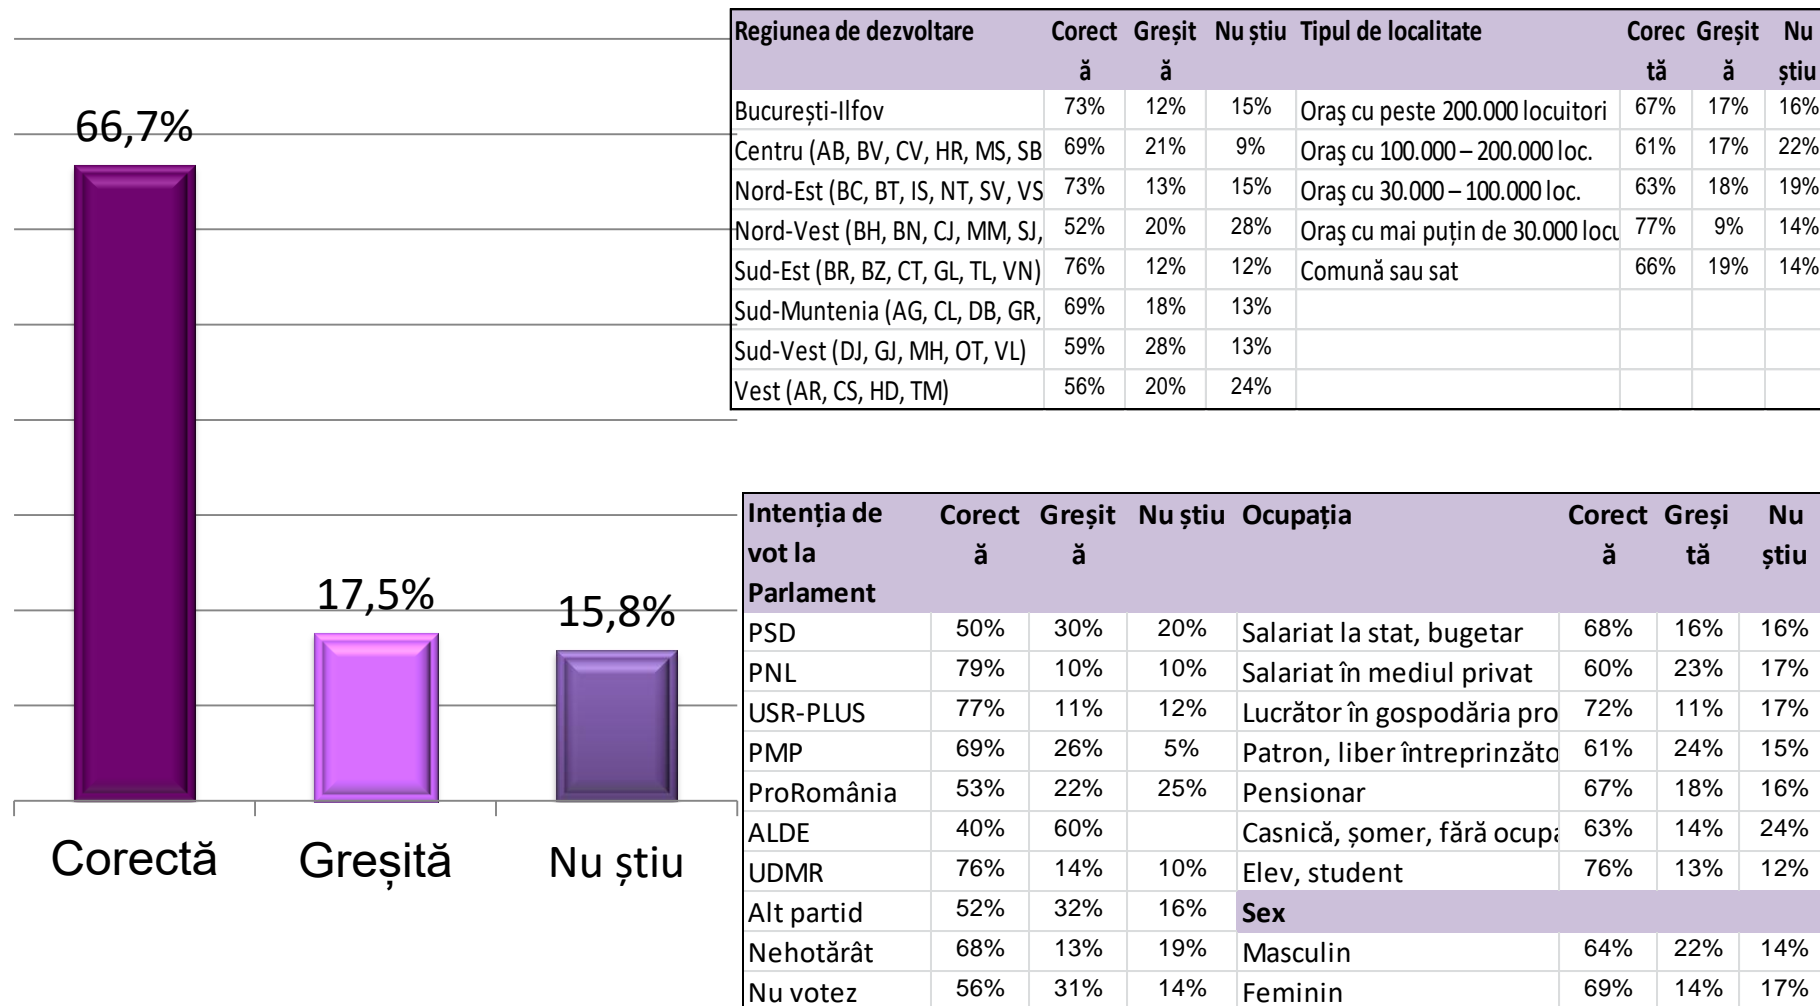 66,7%
17,5%
15,8%
Corectă
Greșită
Nu știu
Regiunea de dezvoltare Corect ă Greșit ă Nu știu Tipul de localitate Corec tă Greșit ă Nu știu
București-Ilfov 73% 12% 15% Oraş cu peste 200.000 locuitori 67% 17% 16%
Centru (AB, BV, CV, HR, MS, SB 69% 21% 9% Oraş cu 100.000 – 200.000 loc. 61% 17% 22%
Nord-Est (BC, BT, IS, NT, SV, VS 73% 13% 15% Oraş cu 30.000 – 100.000 loc. 63% 18% 19%
Nord-Vest (BH, BN, CJ, MM, SJ, 52% 20% 28% Oraş cu mai puțin de 30.000 locu 77% 9% 14%
Sud-Est (BR, BZ, CT, GL, TL, VN) 76% 12% 12% Comună sau sat 66% 19% 14%
Sud-Muntenia (AG, CL, DB, GR, 69% 18% 13%
Sud-Vest (DJ, GJ, MH, OT, VL) 59% 28% 13%
Vest (AR, CS, HD, TM) 56% 20% 24%
Intenția de vot la Parlament Corect ă Greșit ă Nu știu Ocupația Corect ă Greși tă Nu știu
PSD 50% 30% 20% Salariat la stat, bugetar 68% 16% 16%
PNL 79% 10% 10% Salariat în mediul privat 60% 23% 17%
USR-PLUS 77% 11% 12% Lucrător în gospodăria pro 72% 11% 17%
PMP 69% 26% 5% Patron, liber întreprinzăto 61% 24% 15%
ProRomânia 53% 22% 25% Pensionar 67% 18% 16%
ALDE 40% 60% Casnică, șomer, fără ocupa 63% 14% 24%
UDMR 76% 14% 10% Elev, student 76% 13% 12%
Alt partid 52% 32% 16% Sex
Nehotărât 68% 13% 19% Masculin 64% 22% 14%
Nu votez 56% 31% 14% Feminin 69% 14% 17%